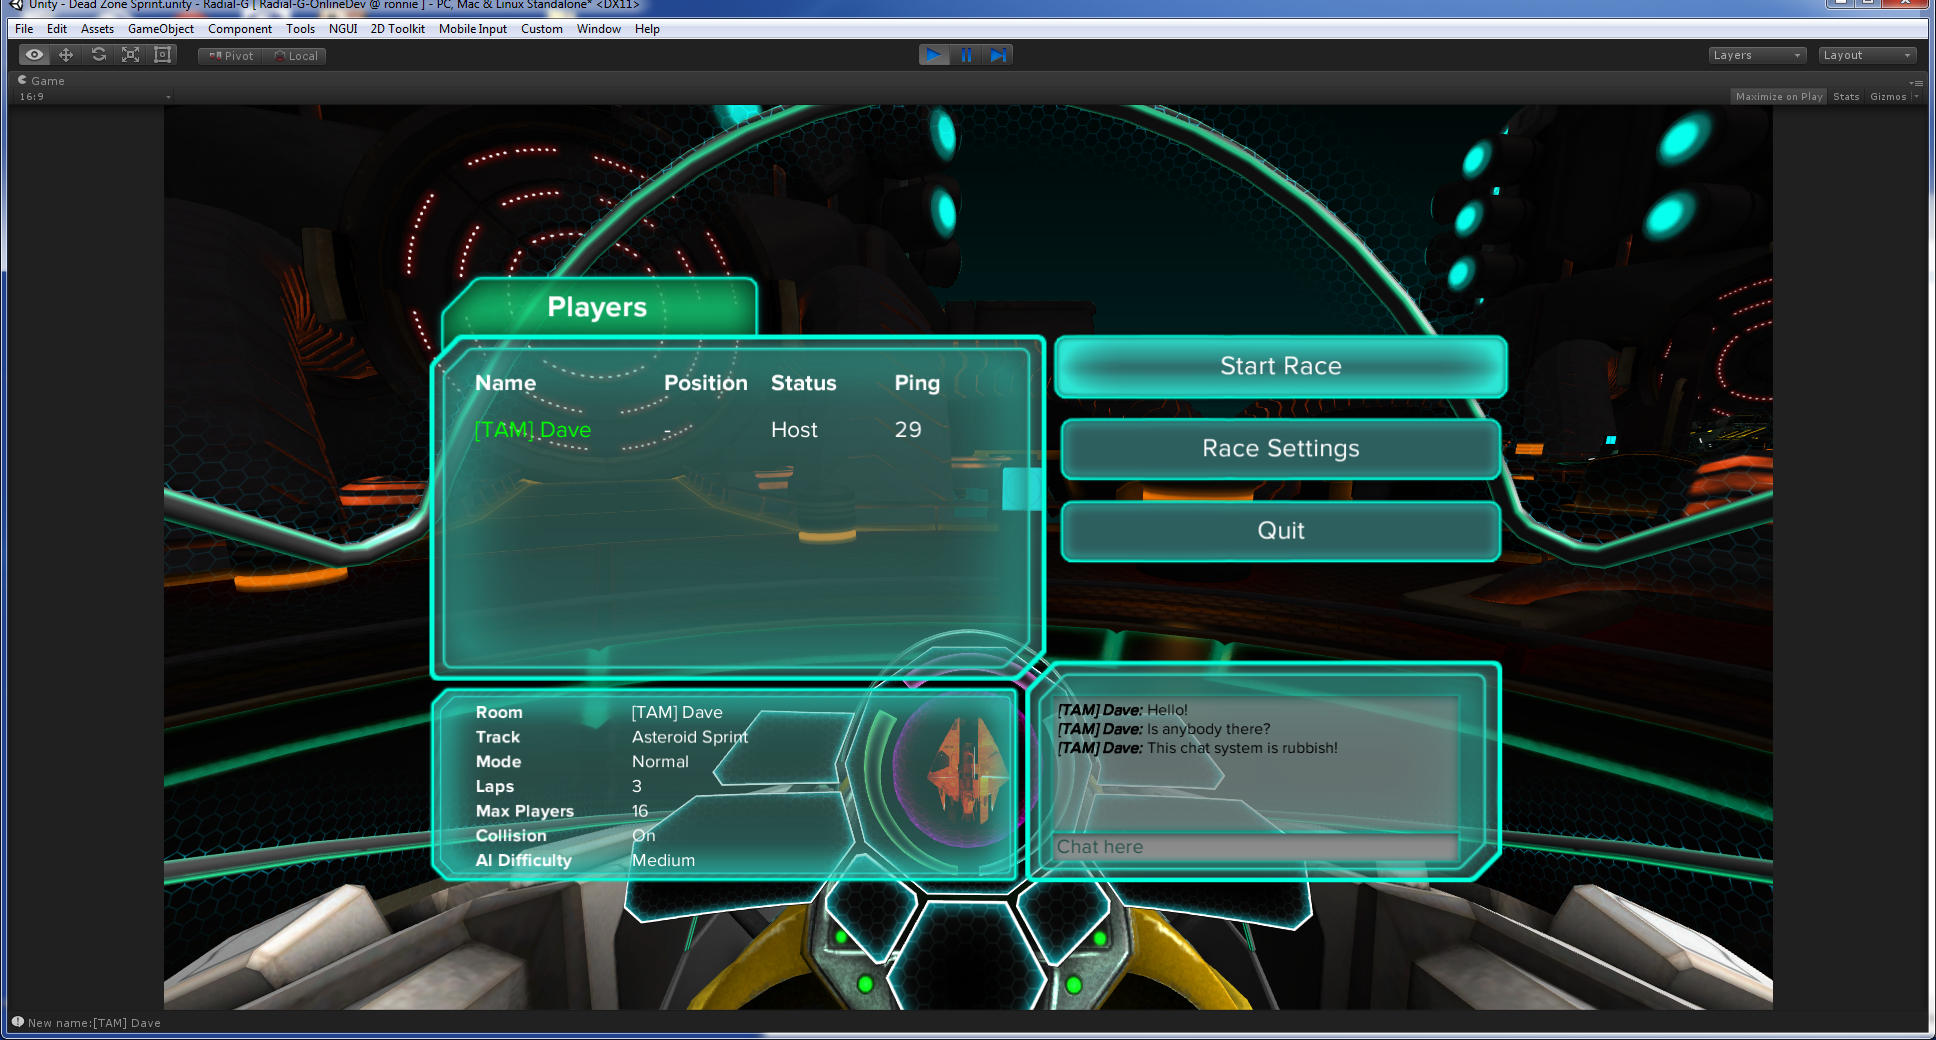 Unity - Dead Zone Sprint.unity - Radial-G [ Radial-G-OnlineDev @ ronnie ] - PC, Mac & Linux Standalone* <DX11>
File Edit Assets GameObject Component Tools NGUI 2D Toolkit Mobile Input Custom Window Help
Pivot Local Layers Layout
Game
16:9 Maximize on Play Stats Gizmos
Players
Name Position Status Ping
[TAM] Dave - Host 29
Start Race
Race Settings
Quit
Room [TAM] Dave
Track Asteroid Sprint
Mode Normal
Laps 3
Max Players 16
Collision On
AI Difficulty Medium
[TAM] Dave: Hello!
[TAM] Dave: Is anybody there?
[TAM] Dave: This chat system is rubbish!
Chat here
New name:[TAM] Dave